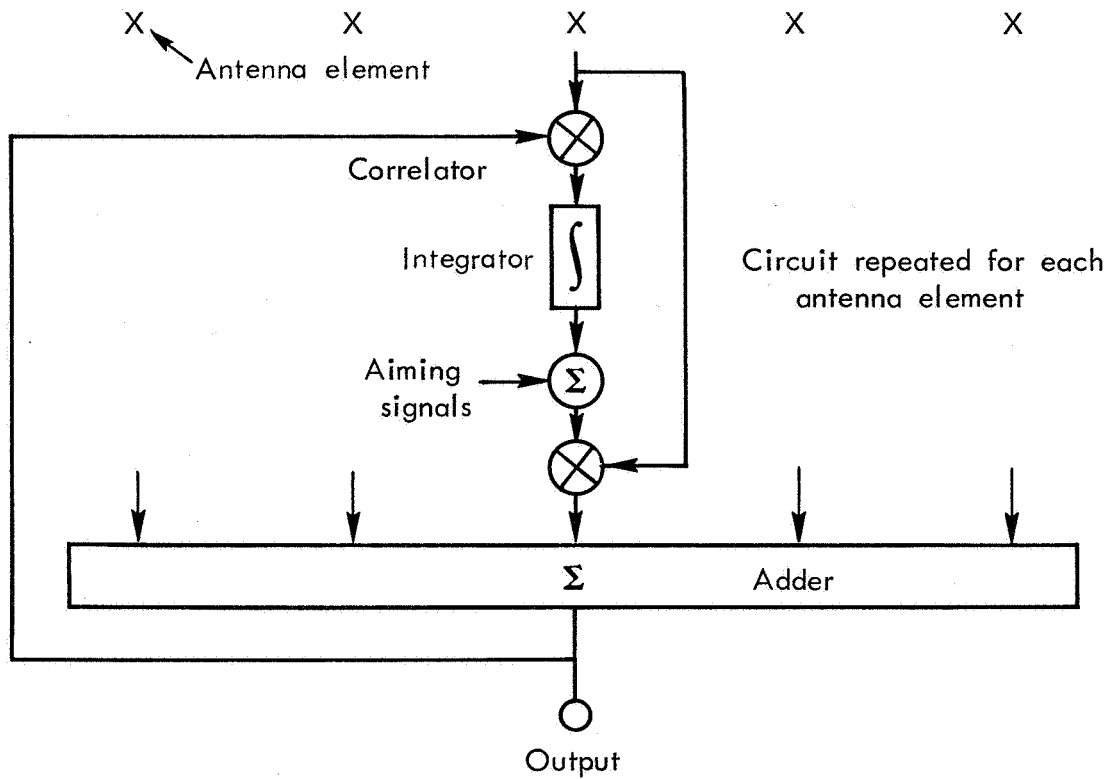 X X X X X
Antenna element
Correlator
Integrator
∫
Circuit repeated for each
antenna element
Aiming
signals
Σ
Σ Adder
Output